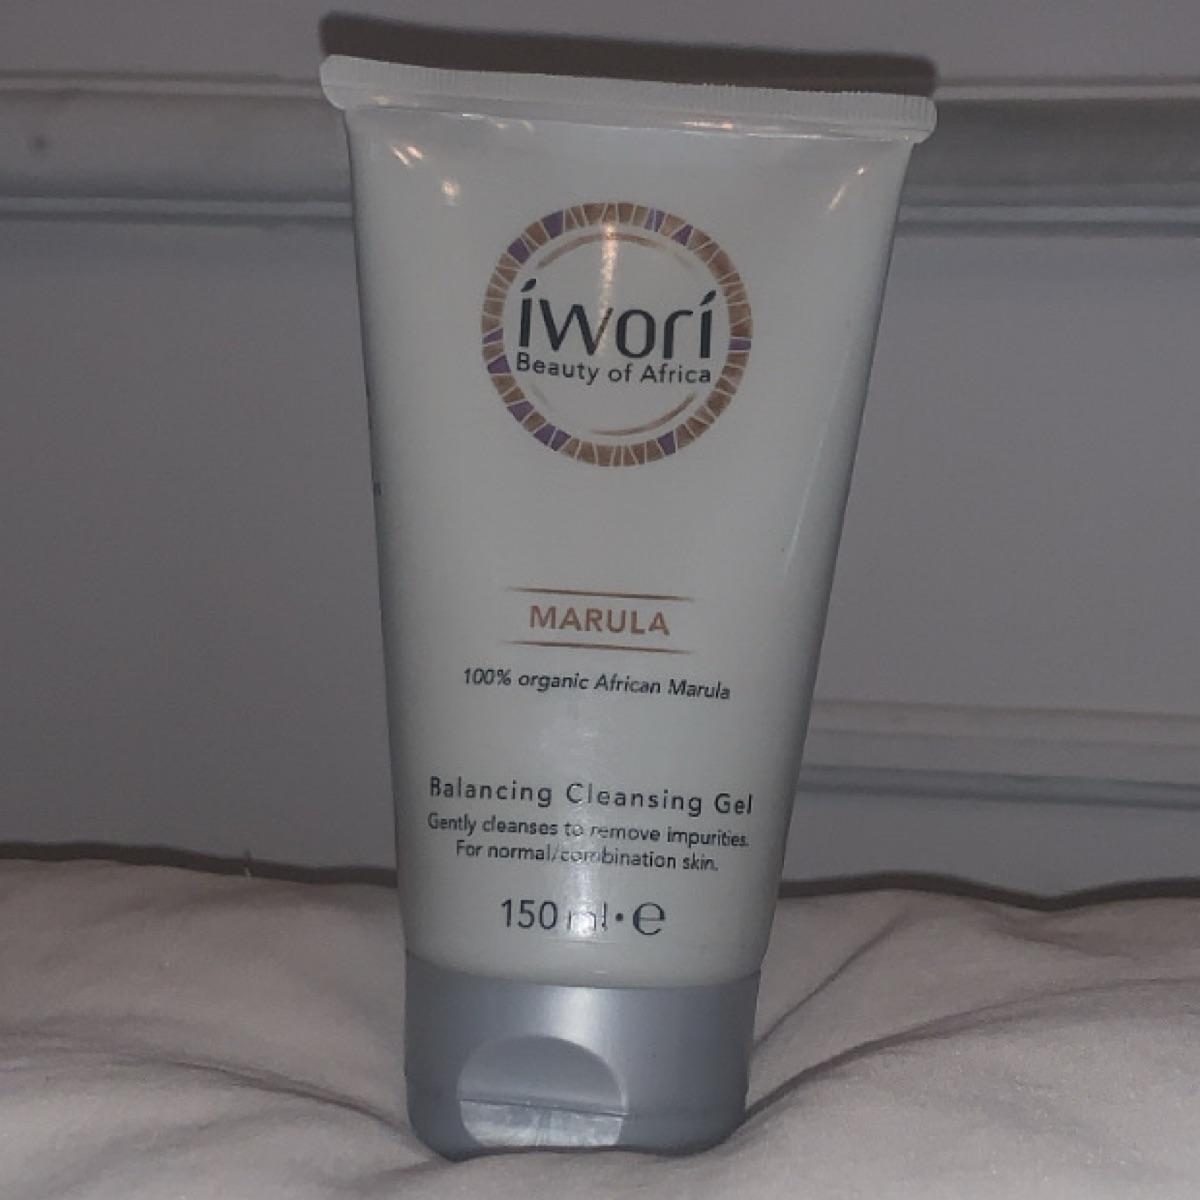 íworí
Beauty of Africa
MARULA
100% organic African Marula
Balancing Cleansing Gel
Gently cleanses to remove impurities.
For normal/combination skin.
150 ml • e